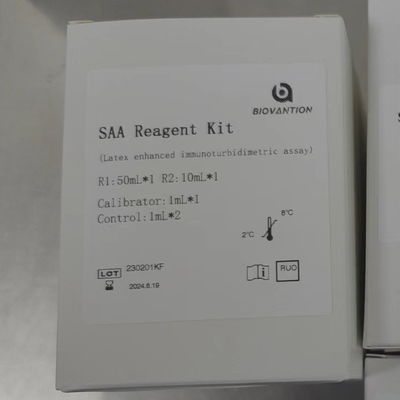 BIOVANTION
SAA Reagent Kit
(Latex enhanced immunoturbidimetric assay)
R1:50mL*1 R2:10mL*1
Calibrator:1mL*1
Control:1mL*2
8°C
2°C
LOT 230201KF
2024.6.19
RUO